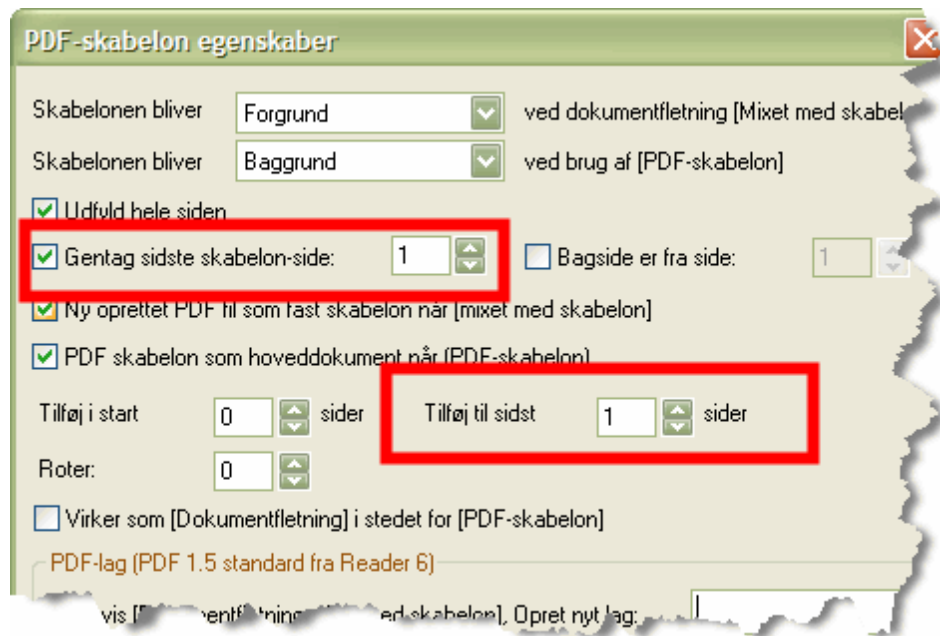 PDF-skabelon egenskaber
Skabelonen bliver Forgrund ved dokumentfletning [Mixet med skabel
Skabelonen bliver Baggrund ved brug af [PDF-skabelon]
Udfyld hele siden
Gentag sidste skabelon-side: 1 Bagside er fra side: 1
Ny oprettet PDF fil som fast skabelon når [mixet med skabelon]
PDF skabelon som hoveddokument når (PDF-skabelon)
Tilføj i start 0 sider Tilføj til sidst 1 sider
Roter: 0
Virker som [Dokumentfletning] i stedet for [PDF-skabelon]
PDF-lag (PDF 1.5 standard fra Reader 6)
vis ed skabelon], Opret nyt lag: